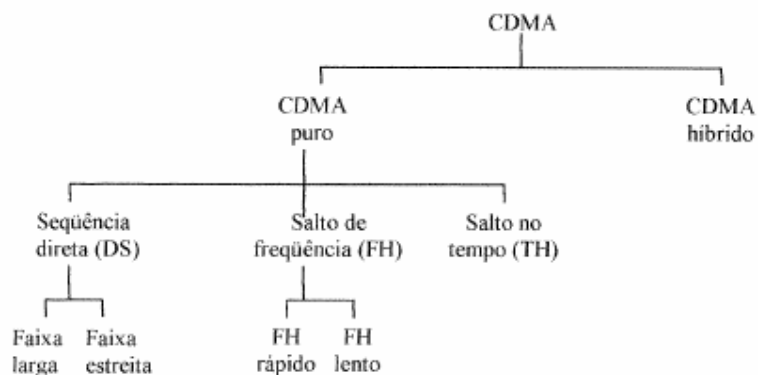 CDMA
CDMA
puro
CDMA
híbrido
Seqüência
direta (DS)
Salto de
freqüência (FH)
Salto no
tempo (TH)
Faixa
larga
Faixa
estreita
FH
rápido
FH
lento